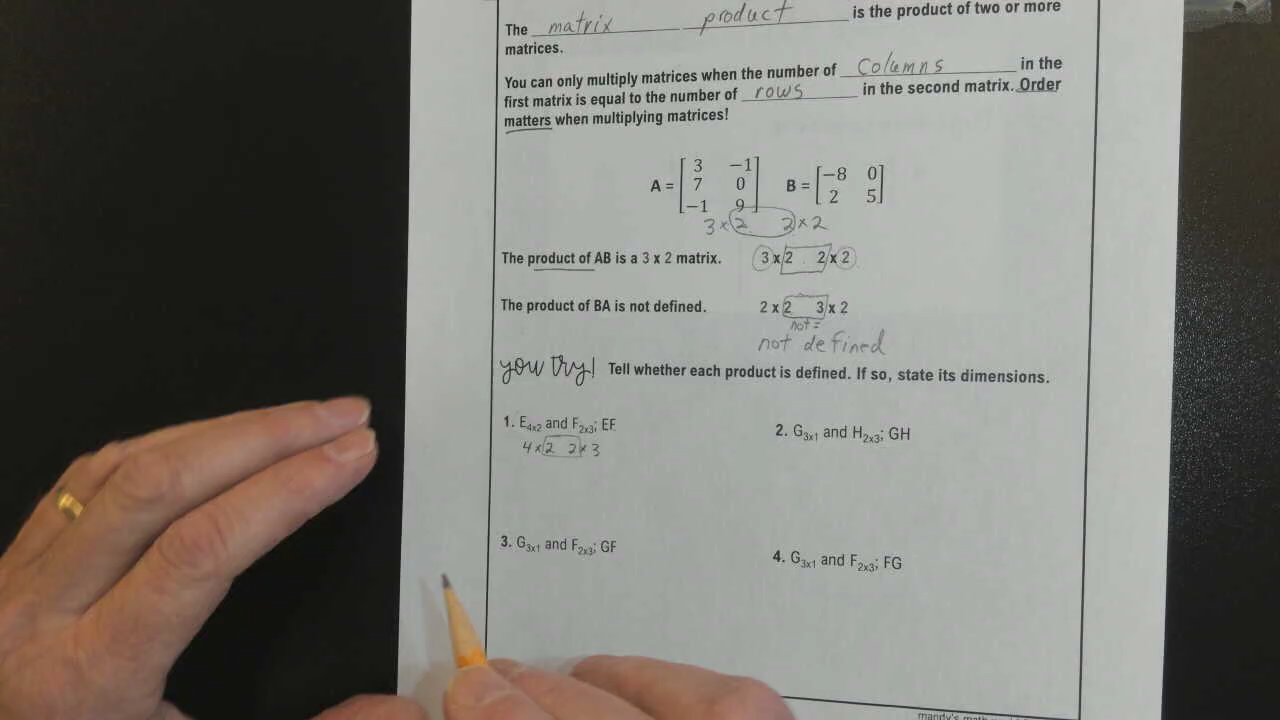 The matrix product is the product of two or more
matrices.
You can only multiply matrices when the number of columns in the
first matrix is equal to the number of rows in the second matrix. Order
matters when multiplying matrices!
A = [3 -1] B = [-8 0]
[7 0] [2 5]
[-1 9]
3 × 2 2 × 2
The product of AB is a 3 x 2 matrix. 3 x 2 2 x 2
The product of BA is not defined. 2 x 2 3 x 2
not =
not defined
you try! Tell whether each product is defined. If so, state its dimensions.
1. E4x2 and F2x3; EF
4 × 2 2 × 3
2. G3x1 and H2x3; GH
3. G3x1 and F2x3; GF
4. G3x1 and F2x3; FG
mandy's math